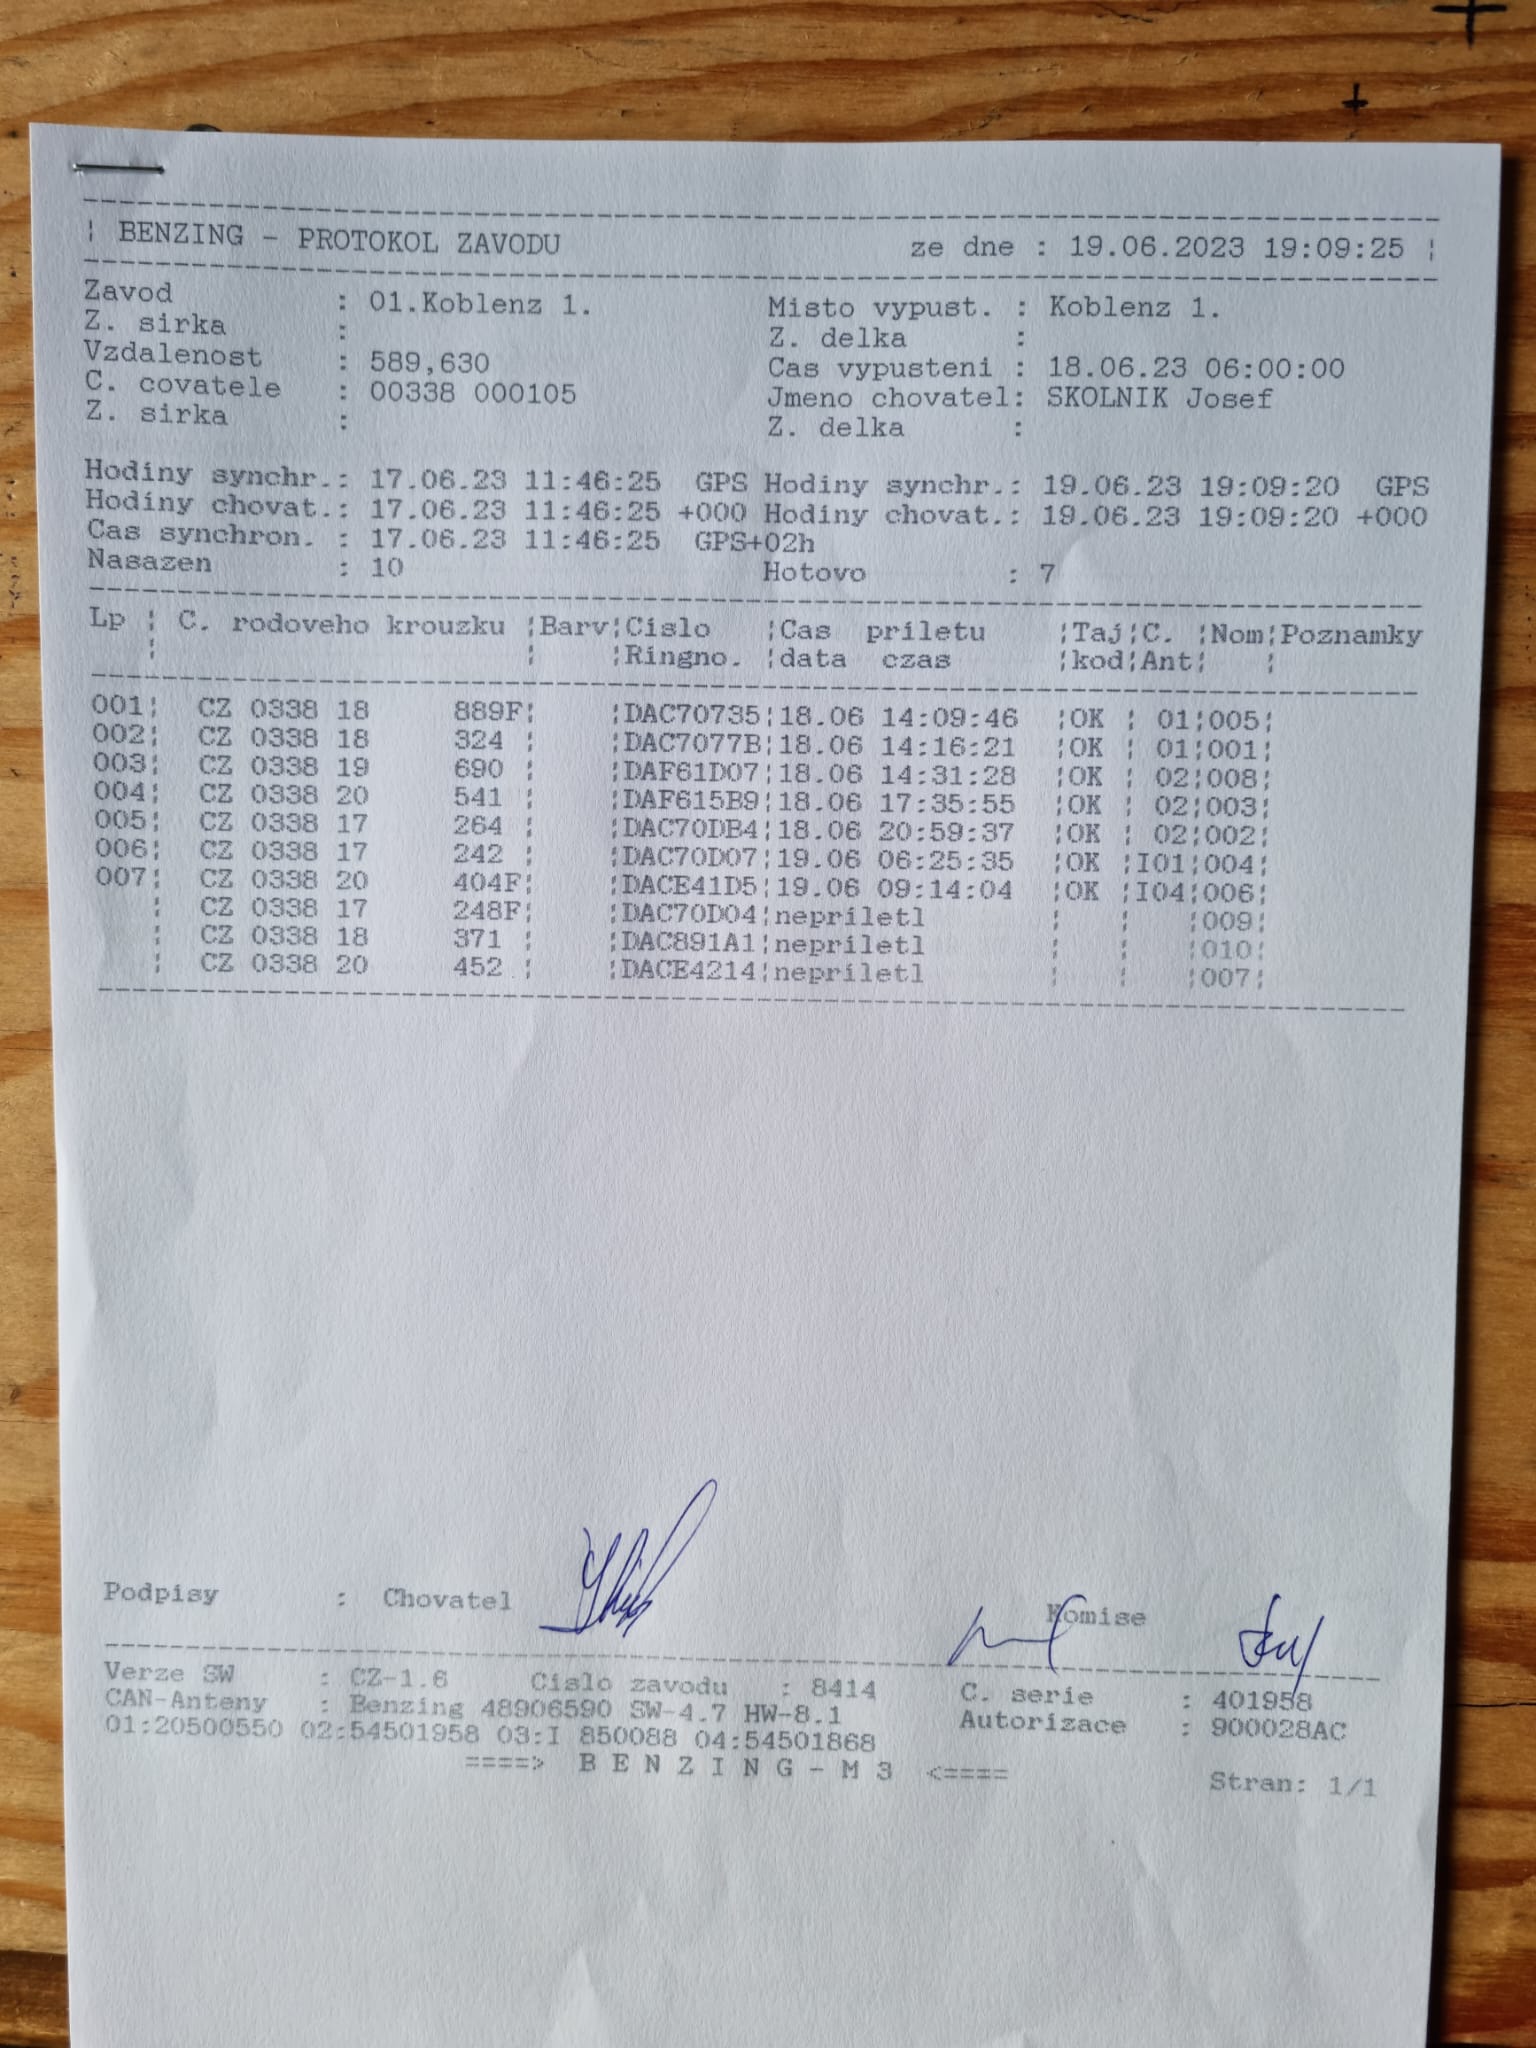 BENZING - PROTOKOL ZAVODU ze dne : 19.06.2023 19:09:25
Zavod : 01.Koblenz 1. Misto vypust. : Koblenz 1.
Z. sirka : Z. delka :
Vzdalenost : 589,630 Cas vypusteni : 18.06.23 06:00:00
C. covatele : 00338 000105 Jmeno chovatel: SKOLNIK Josef
Z. sirka : Z. delka :
Hodiny synchr.: 17.06.23 11:46:25 GPS Hodiny synchr.: 19.06.23 19:09:20 GPS
Hodiny chovat.: 17.06.23 11:46:25 +000 Hodiny chovat.: 19.06.23 19:09:20 +000
Cas synchron. : 17.06.23 11:46:25 GPS+02h
Nasazen : 10 Hotovo : 7
Lp ¦ C. rodoveho krouzku ¦Barv¦Cislo ¦Cas priletu ¦Taj¦C. ¦Nom¦Poznamky
¦ ¦ ¦Ringno. ¦data czas ¦kod¦Ant¦ ¦
001¦ CZ 0338 18 889F¦ ¦DAC70735¦18.06 14:09:46 ¦OK ¦ 01¦005¦
002¦ CZ 0338 18 324 ¦ ¦DAC7077B¦18.06 14:16:21 ¦OK ¦ 01¦001¦
003¦ CZ 0338 19 690 ¦ ¦DAF61D07¦18.06 14:31:28 ¦OK ¦ 02¦008¦
004¦ CZ 0338 20 541 ¦ ¦DAF615B9¦18.06 17:35:55 ¦OK ¦ 02¦003¦
005¦ CZ 0338 17 264 ¦ ¦DAC70DB4¦18.06 20:59:37 ¦OK ¦ 02¦002¦
006¦ CZ 0338 17 242 ¦ ¦DAC70D07¦19.06 06:25:35 ¦OK ¦I01¦004¦
007¦ CZ 0338 20 404F¦ ¦DACE41D5¦19.06 09:14:04 ¦OK ¦I04¦006¦
¦ CZ 0338 17 248F¦ ¦DAC70D04¦nepriletl ¦ ¦ ¦009¦
¦ CZ 0338 18 371 ¦ ¦DAC891A1¦nepriletl ¦ ¦ ¦010¦
¦ CZ 0338 20 452 ¦ ¦DACE4214¦nepriletl ¦ ¦ ¦007¦
Podpisy : Chovatel Komise
Verze SW : CZ-1.6 Cislo zavodu : 8414 C. serie : 401958
CAN-Anteny : Benzing 48906590 SW-4.7 HW-8.1 Autorizace : 900028AC
01:20500550 02:54501958 03:I 850088 04:54501868
====> B E N Z I N G - M 3 <==== Stran: 1/1